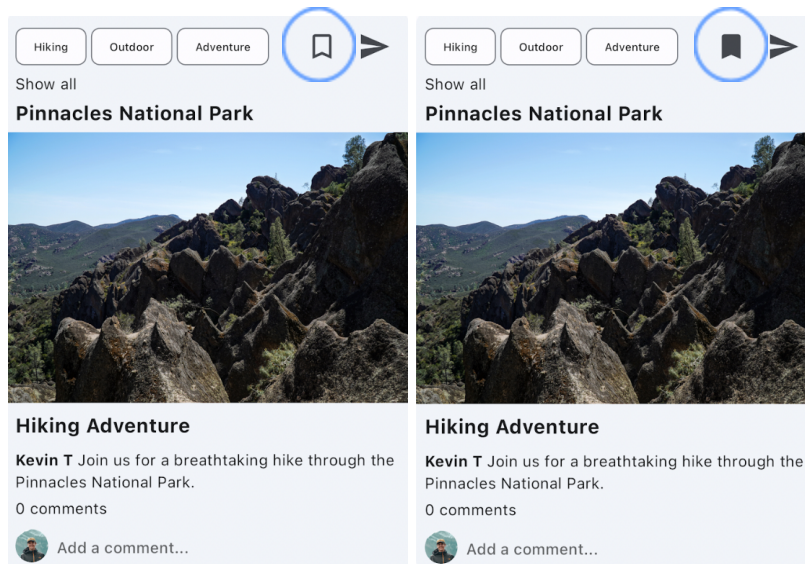 Hiking Outdoor Adventure
Show all
Pinnacles National Park
Hiking Adventure
Kevin T Join us for a breathtaking hike through the
Pinnacles National Park.
0 comments
Add a comment...
Hiking Outdoor Adventure
Show all
Pinnacles National Park
Hiking Adventure
Kevin T Join us for a breathtaking hike through the
Pinnacles National Park.
0 comments
Add a comment...